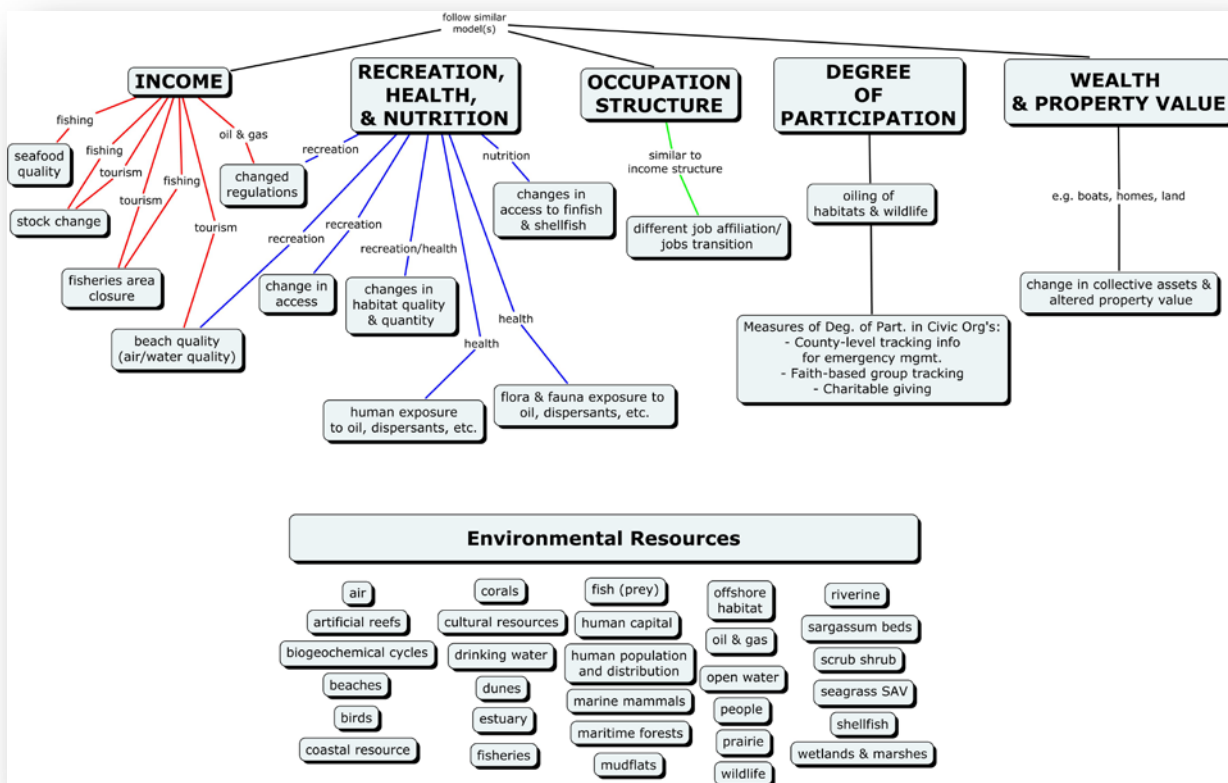 follow similar
model(s)
INCOME
RECREATION,
HEALTH,
& NUTRITION
OCCUPATION
STRUCTURE
DEGREE
OF
PARTICIPATION
WEALTH
& PROPERTY VALUE
fishing
oil & gas
seafood
quality
fishing
tourism
stock change
tourism
fishing
tourism
fisheries area
closure
beach quality
(air/water quality)
recreation
changed
regulations
recreation
recreation
change in
access
recreation/health
changes in
habitat quality
& quantity
nutrition
changes in
access to finfish
& shellfish
health
human exposure
to oil, dispersants, etc.
health
flora & fauna exposure to
oil, dispersants, etc.
similar to
income structure
different job affiliation/
jobs transition
oiling of
habitats & wildlife
Measures of Deg. of Part. in Civic Org's:
- County-level tracking info
for emergency mgmt.
- Faith-based group tracking
- Charitable giving
e.g. boats, homes, land
change in collective assets &
altered property value
Environmental Resources
air
artificial reefs
biogeochemical cycles
beaches
birds
coastal resource
corals
cultural resources
drinking water
dunes
estuary
fisheries
fish (prey)
human capital
human population
and distribution
marine mammals
maritime forests
mudflats
offshore
habitat
oil & gas
open water
people
prairie
wildlife
riverine
sargassum beds
scrub shrub
seagrass SAV
shellfish
wetlands & marshes